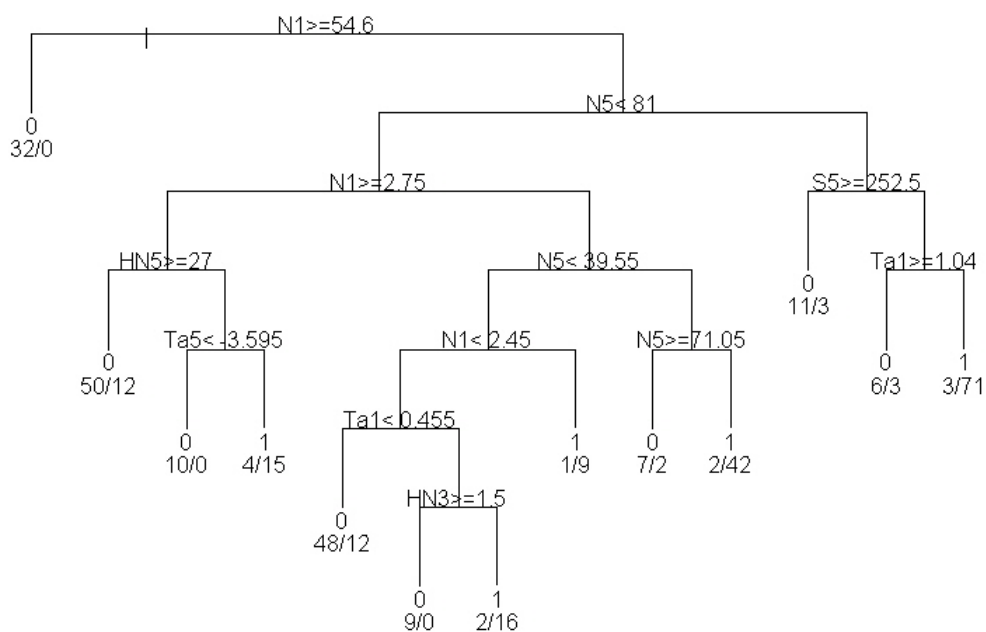 N1>=54.6
N5< 81
0
32/0
N1>=2.75
S5>=252.5
HN5>=27
N5< 39.55
Ta1>=1.04
0
11/3
Ta5< -3.595
N1< 2.45
N5>=71.05
0
50/12
0
6/3
1
3/71
Ta1< 0.455
0
10/0
1
4/15
1
1/9
0
7/2
1
2/42
HN3>=1.5
0
48/12
0
9/0
1
2/16